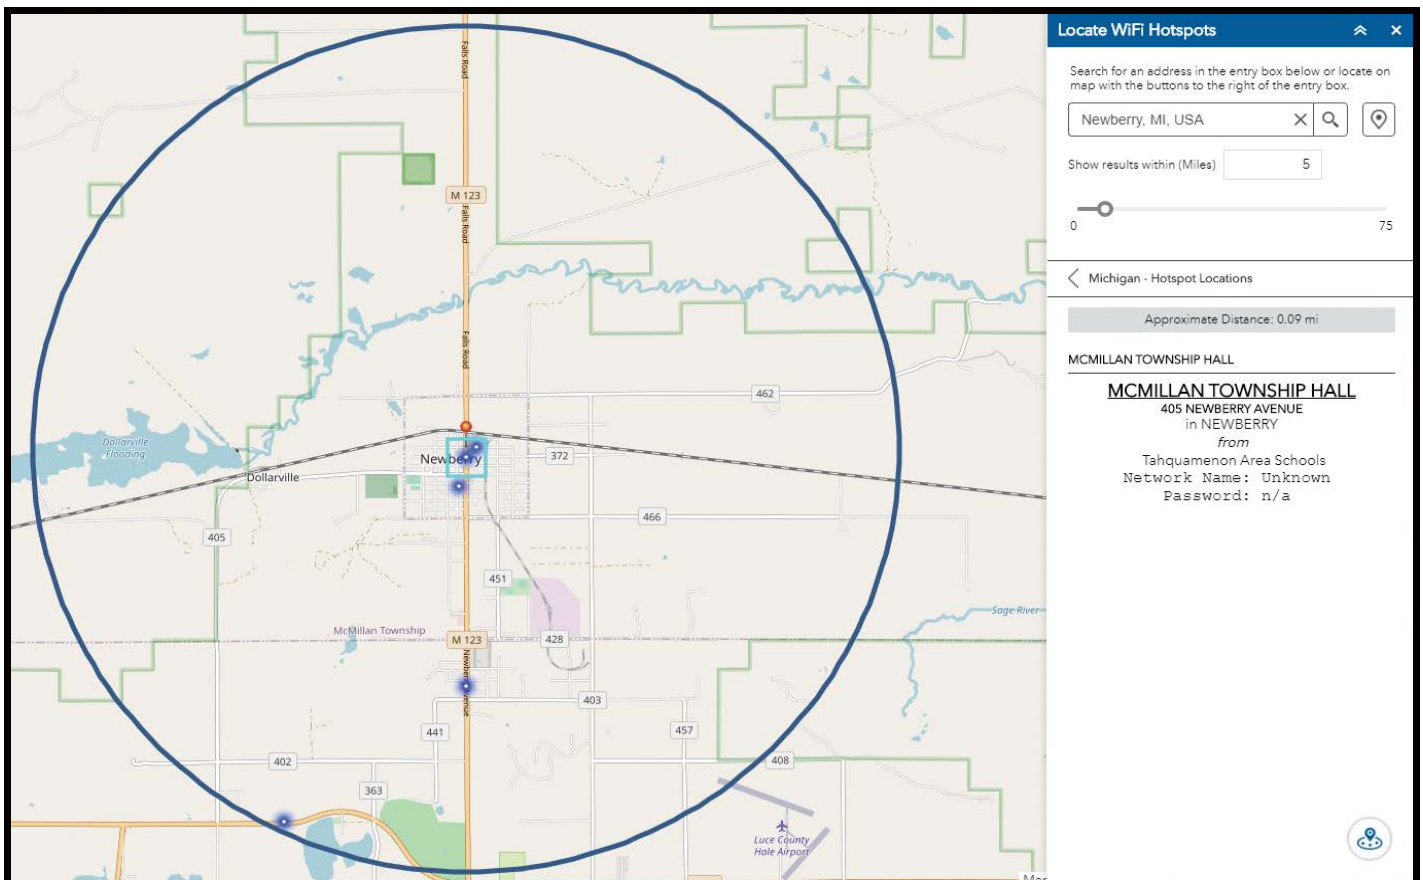 Locate WiFi Hotspots
Search for an address in the entry box below or locate on
map with the buttons to the right of the entry box.
Newberry, MI, USA
Show results within (Miles)
5
0
75
Michigan - Hotspot Locations
Approximate Distance: 0.09 mi
MCMILLAN TOWNSHIP HALL
MCMILLAN TOWNSHIP HALL
405 NEWBERRY AVENUE
in NEWBERRY
from
Tahquamenon Area Schools
Network Name: Unknown
Password: n/a
Falls Road
M 123
Falls Road
Falls Road
462
Dollarville
Flooding
Newberry
372
Dollarville
466
405
451
Sage River
McMillan Township
M 123
428
Newberry Avenue
403
441
457
402
408
363
Luce County
Hale Airport